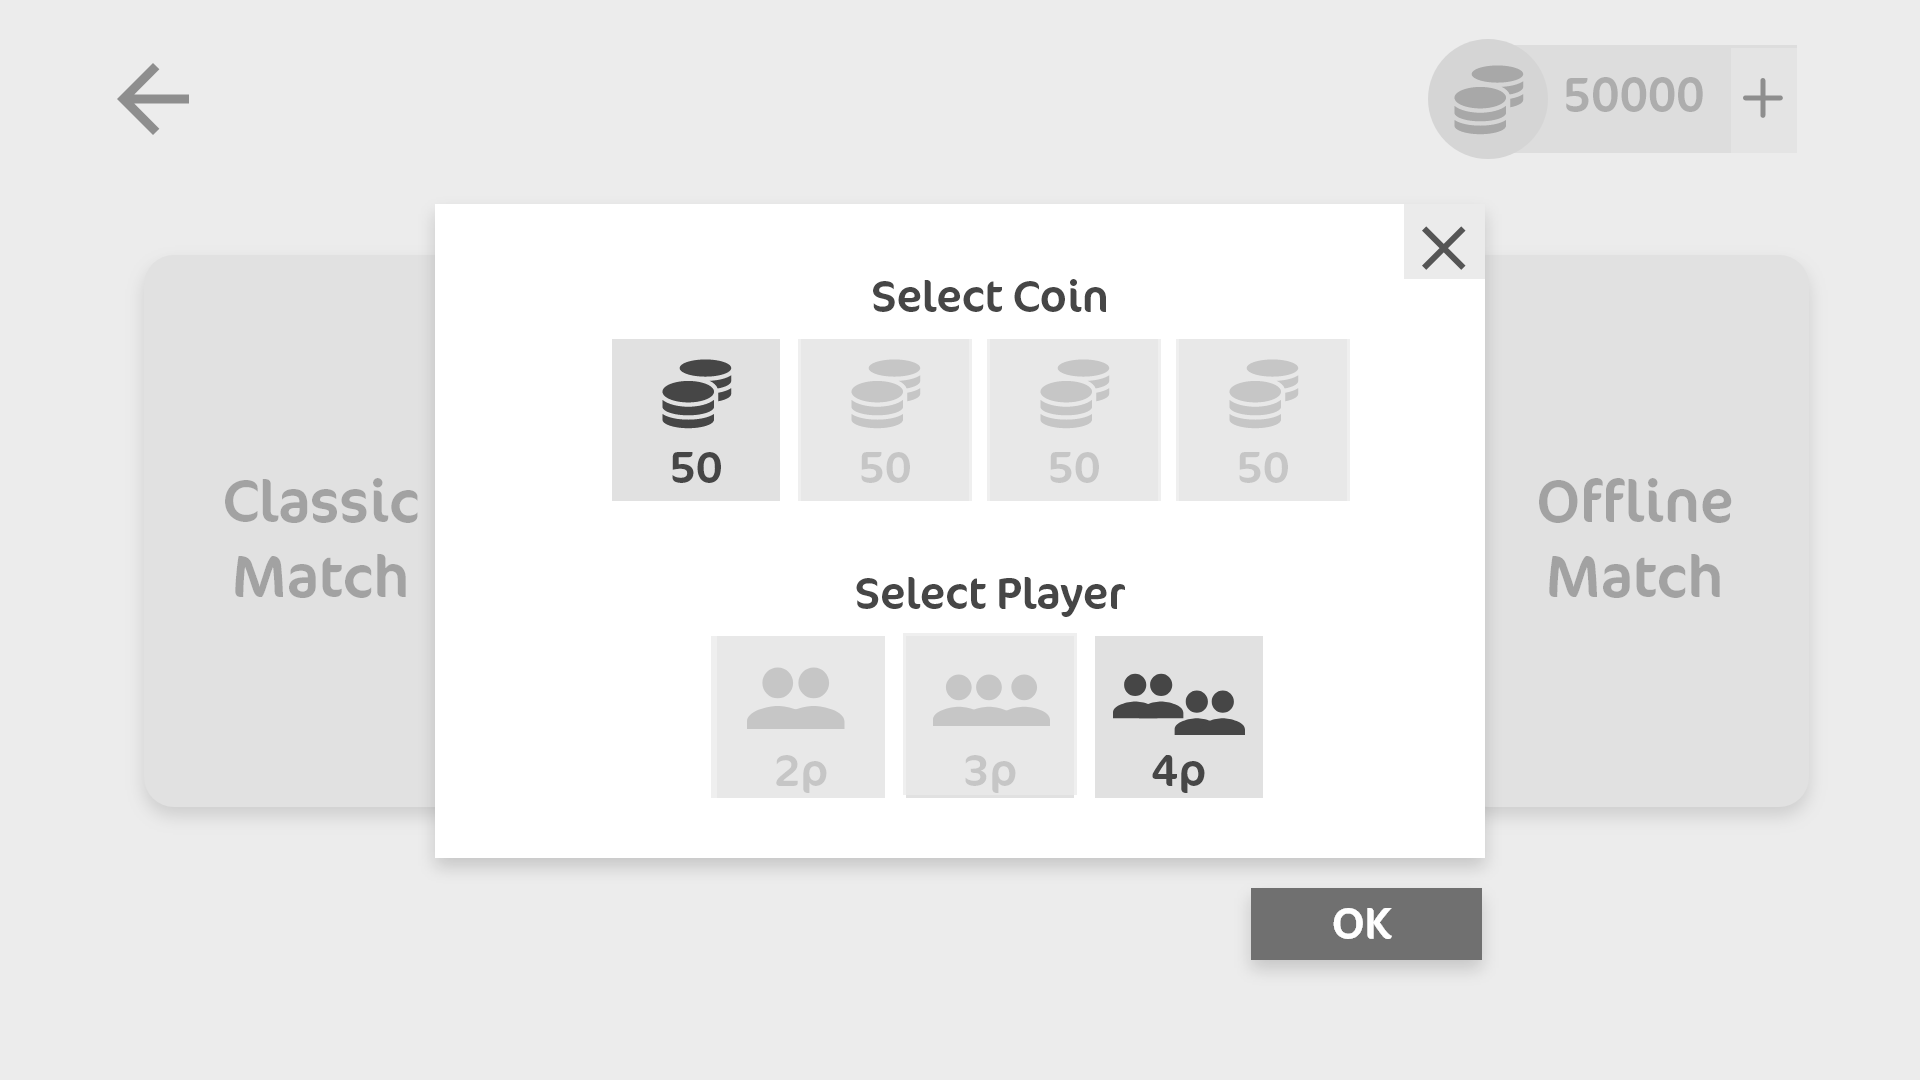 50000
Select Coin
50 50 50 50
Classic
Match
Offline
Match
Select Player
2p 3p 4p
OK